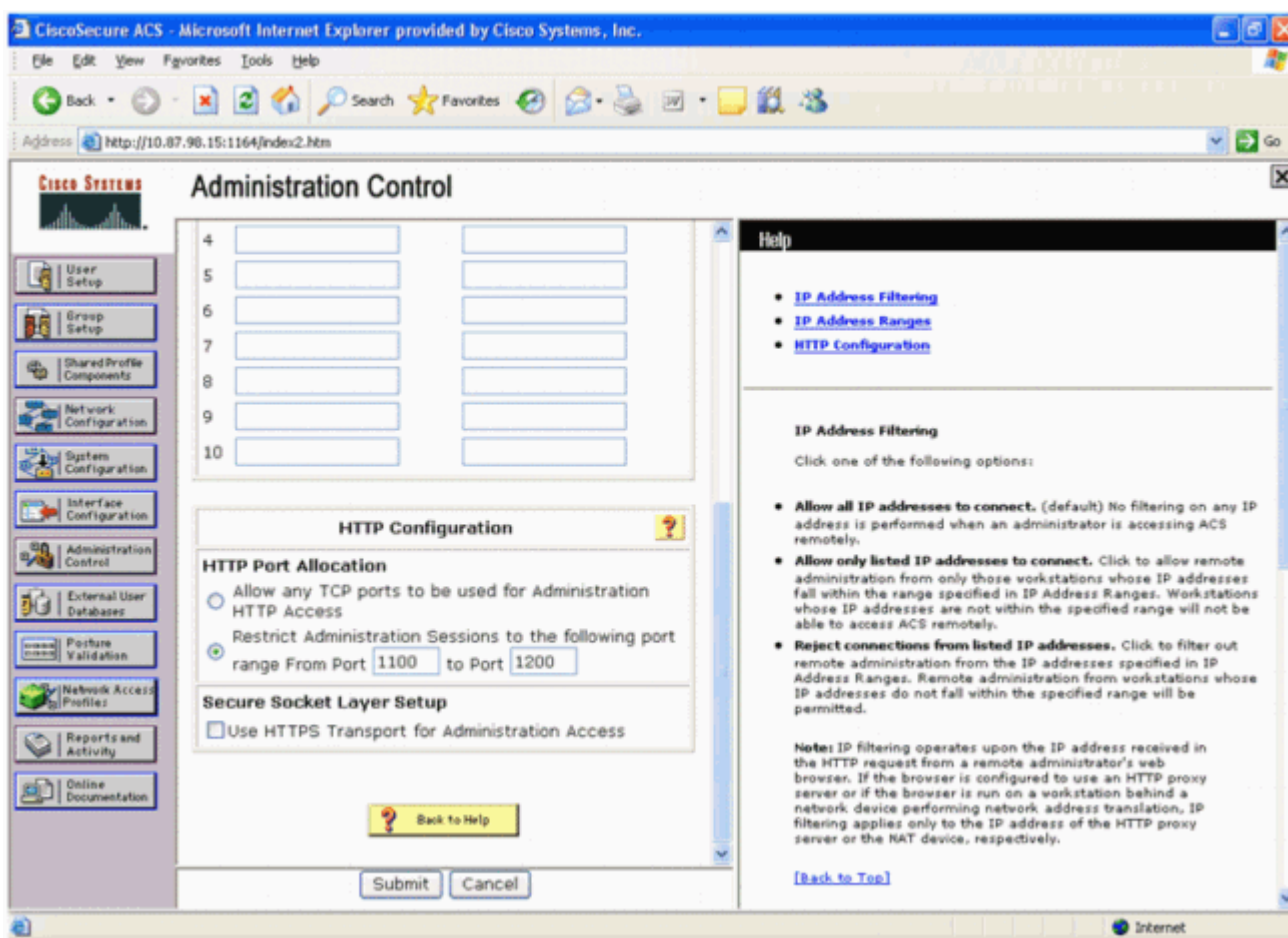 CiscoSecure ACS - Microsoft Internet Explorer provided by Cisco Systems, Inc.
File Edit View Favorites Tools Help
Back Search Favorites
Address http://10.87.98.15:1164/index2.htm Go
CISCO SYSTEMS
Administration Control
User
Setup
Group
Setup
Shared Profile
Components
Network
Configuration
System
Configuration
Interface
Configuration
Administration
Control
External User
Databases
Posture
Validation
Network Access
Profiles
Reports and
Activity
Online
Documentation
4
5
6
7
8
9
10
HTTP Configuration
HTTP Port Allocation
Allow any TCP ports to be used for Administration
HTTP Access
Restrict Administration Sessions to the following port
range From Port 1100 to Port 1200
Secure Socket Layer Setup
Use HTTPS Transport for Administration Access
? Back to Help
Submit Cancel
Help
IP Address Filtering
IP Address Ranges
HTTP Configuration
IP Address Filtering
Click one of the following options:
Allow all IP addresses to connect. (default) No filtering on any IP
address is performed when an administrator is accessing ACS
remotely.
Allow only listed IP addresses to connect. Click to allow remote
administration from only those workstations whose IP addresses
fall within the range specified in IP Address Ranges. Workstations
whose IP addresses are not within the specified range will not be
able to access ACS remotely.
Reject connections from listed IP addresses. Click to filter out
remote administration from the IP addresses specified in IP
Address Ranges. Remote administration from workstations whose
IP addresses do not fall within the specified range will be
permitted.
Note: IP filtering operates upon the IP address received in
the HTTP request from a remote administrator's web
browser. If the browser is configured to use an HTTP proxy
server or if the browser is run on a workstation behind a
network device performing network address translation, IP
filtering applies only to the IP address of the HTTP proxy
server or the NAT device, respectively.
[Back to Top]
Internet